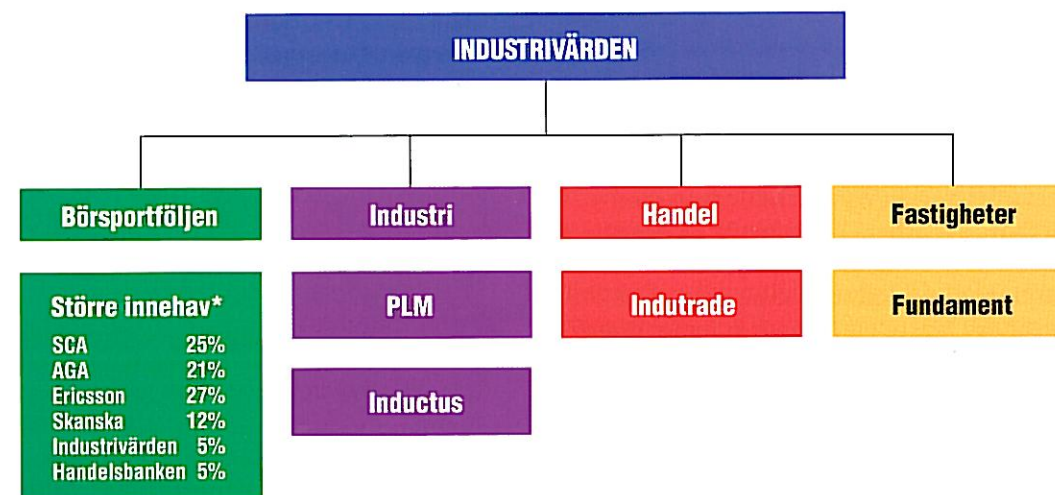 INDUSTRIVÄRDEN
Börsportföljen
Industri
Handel
Fastigheter
Större innehav*
SCA 25%
AGA 21%
Ericsson 27%
Skanska 12%
Industrivärden 5%
Handelsbanken 5%
PLM
Inductus
Indutrade
Fundament